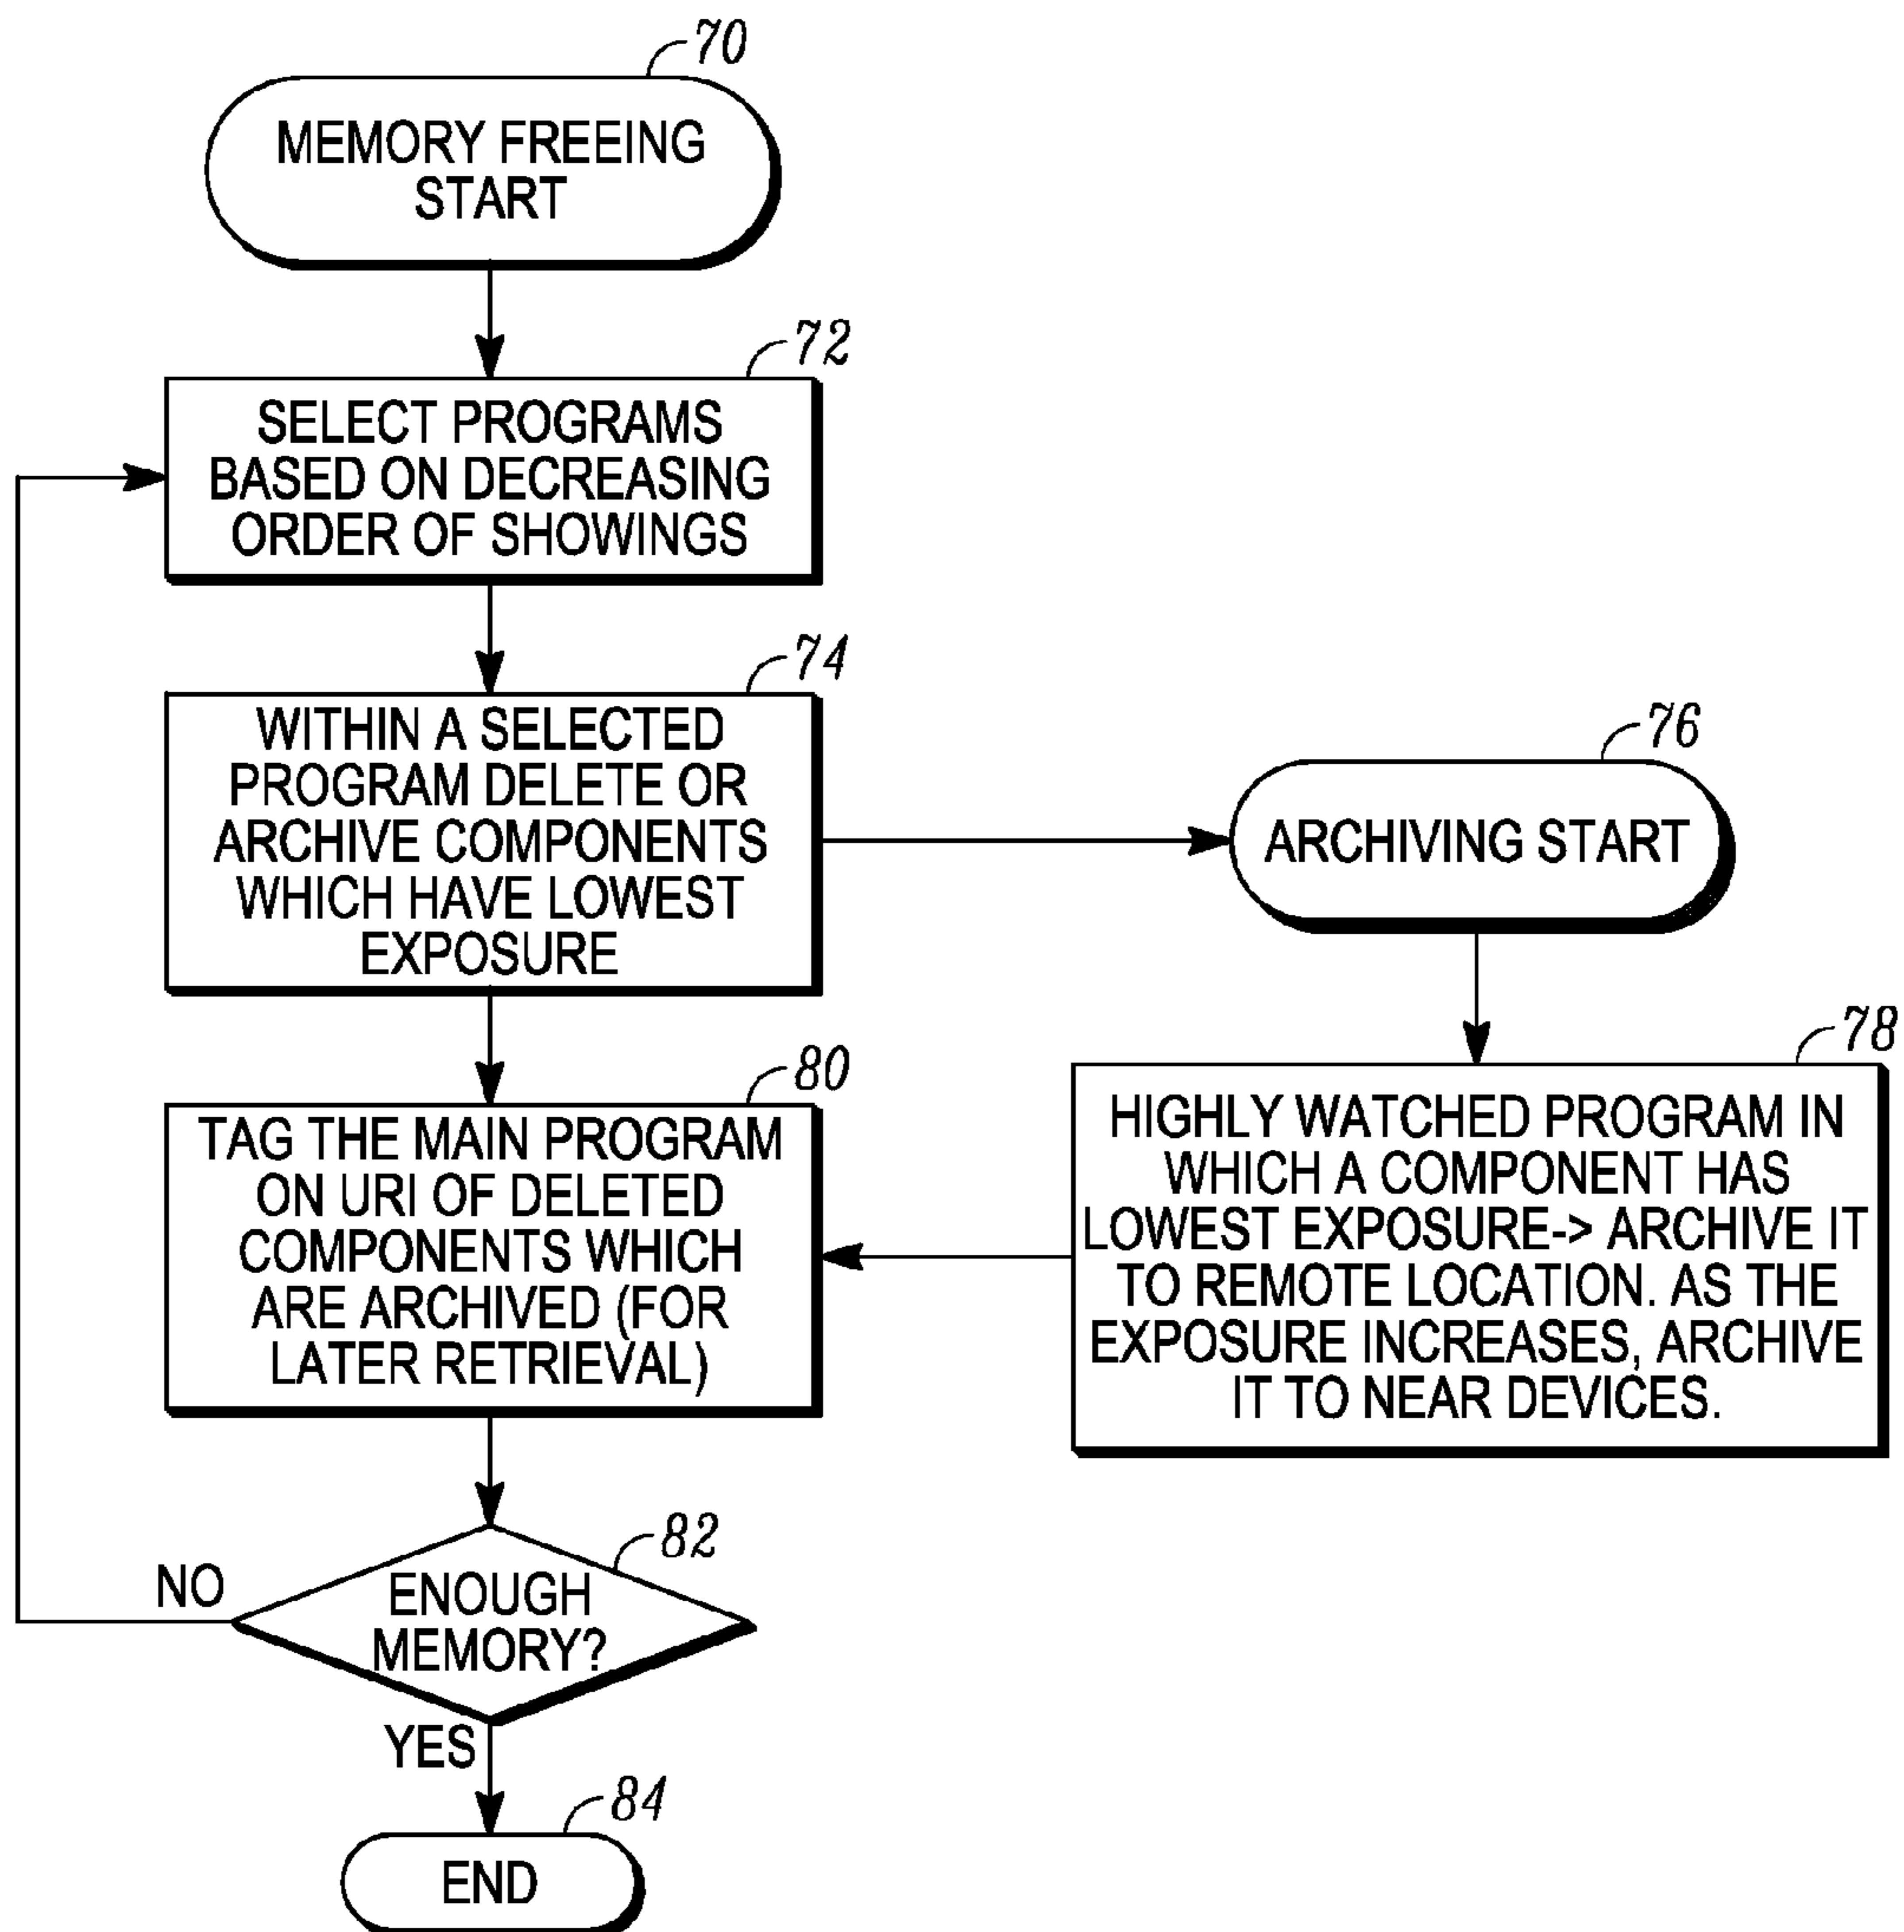 70
MEMORY FREEING
START
72
SELECT PROGRAMS
BASED ON DECREASING
ORDER OF SHOWINGS
74
WITHIN A SELECTED
PROGRAM DELETE OR
ARCHIVE COMPONENTS
WHICH HAVE LOWEST
EXPOSURE
76
ARCHIVING START
78
HIGHLY WATCHED PROGRAM IN
WHICH A COMPONENT HAS
LOWEST EXPOSURE-> ARCHIVE IT
TO REMOTE LOCATION. AS THE
EXPOSURE INCREASES, ARCHIVE
IT TO NEAR DEVICES.
80
TAG THE MAIN PROGRAM
ON URI OF DELETED
COMPONENTS WHICH
ARE ARCHIVED (FOR
LATER RETRIEVAL)
82
ENOUGH
MEMORY?
NO
YES
84
END